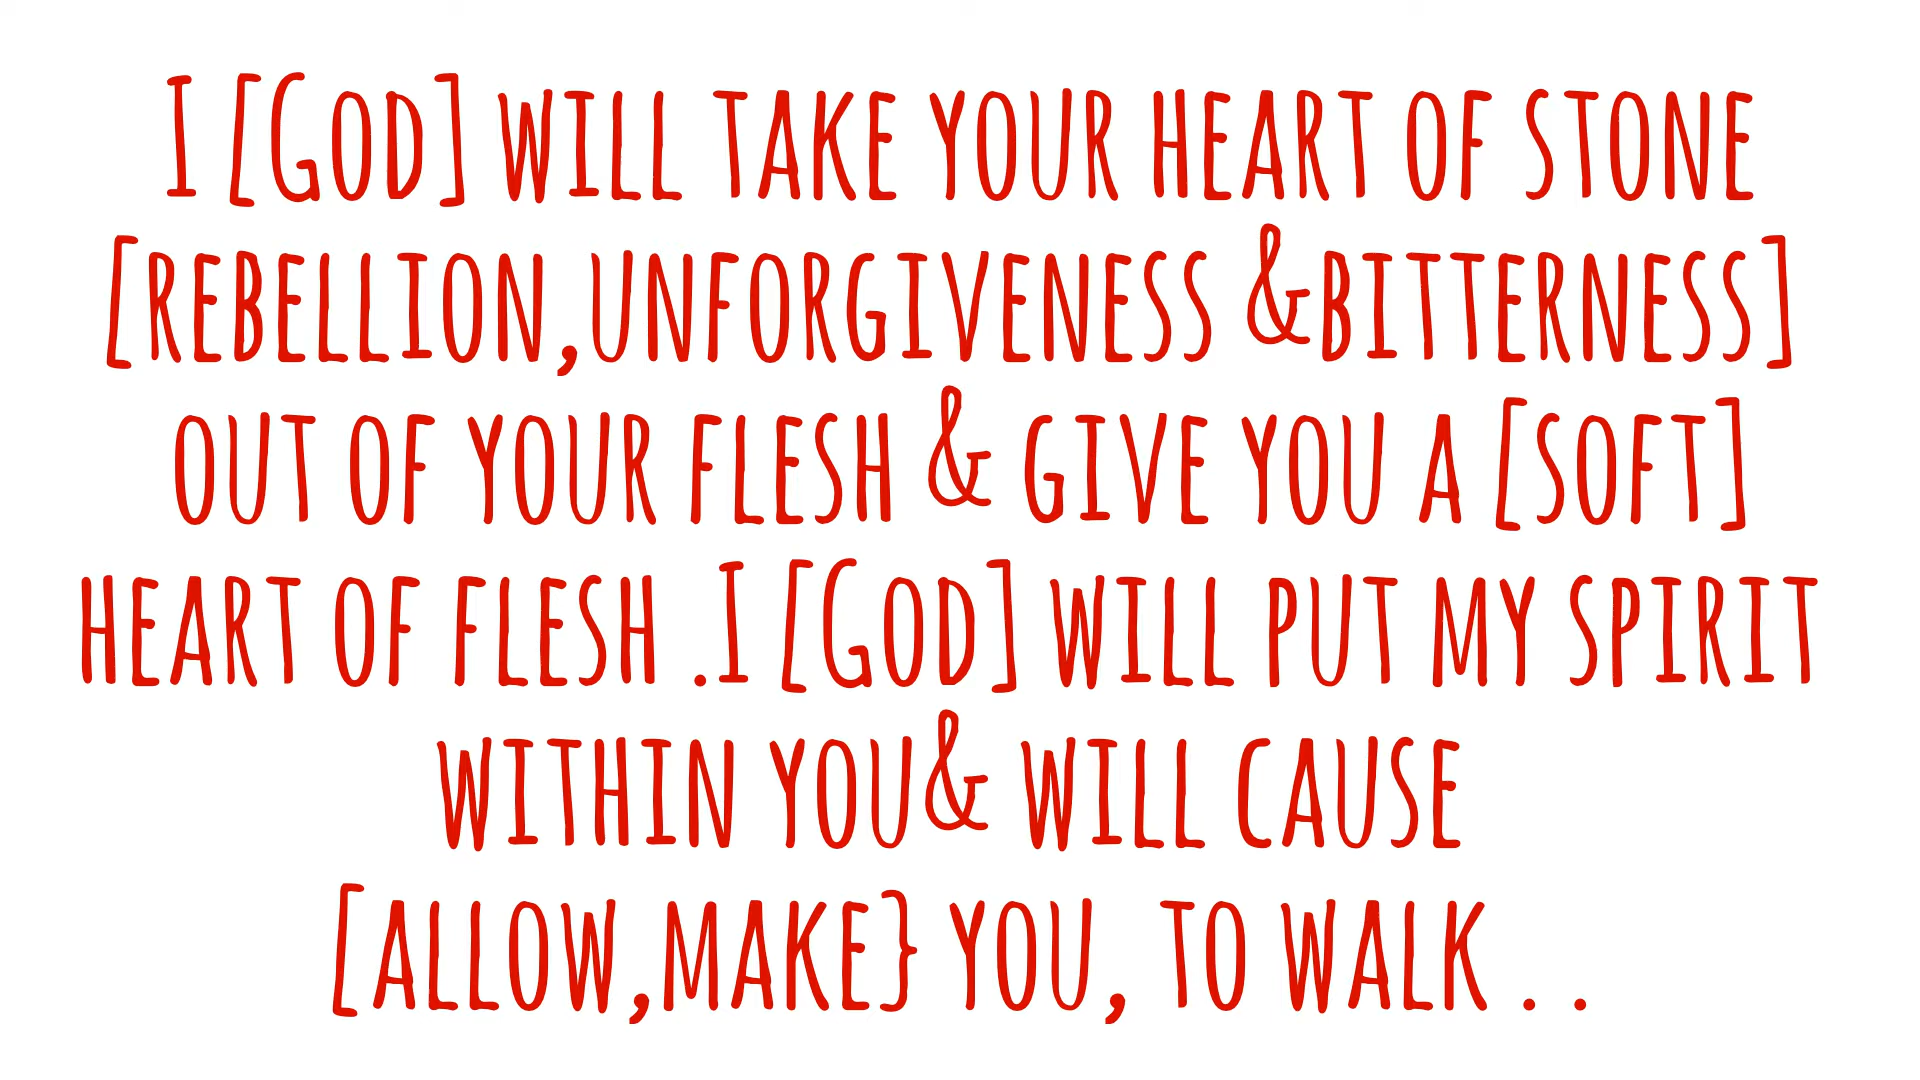 I [God] will take your heart of stone
[rebellion,unforgiveness &bitterness]
out of your flesh & give you a [soft]
heart of flesh .I [God] will put my spirit
within you& will cause
[allow,make} you, to walk . .